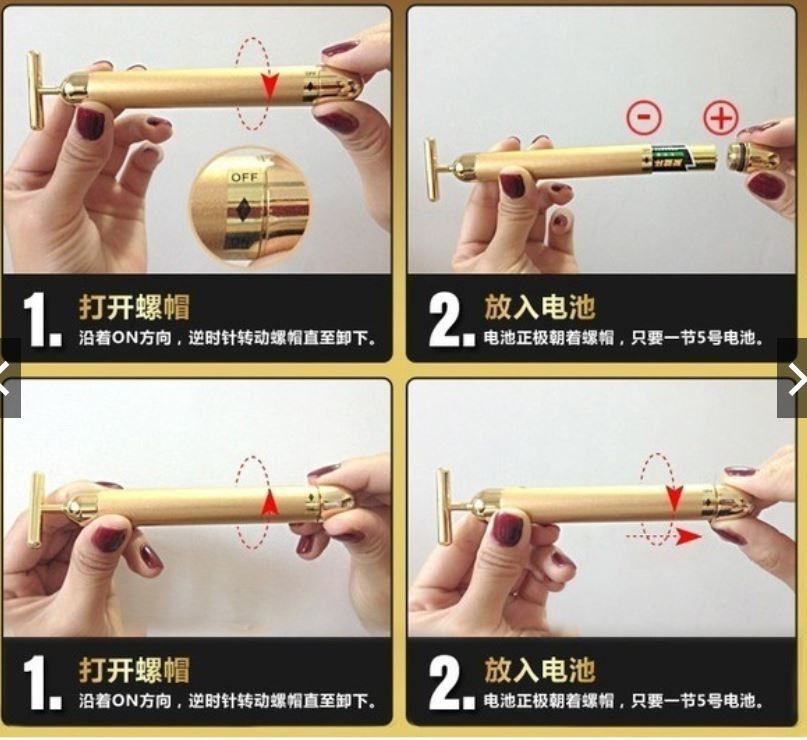 OFF
OFF
ON
1.
打开螺帽
沿着ON方向，逆时针转动螺帽直至卸下。
2.
放入电池
电池正极朝着螺帽，只要一节5号电池。
1.
打开螺帽
沿着ON方向，逆时针转动螺帽直至卸下。
2.
放入电池
电池正极朝着螺帽，只要一节5号电池。